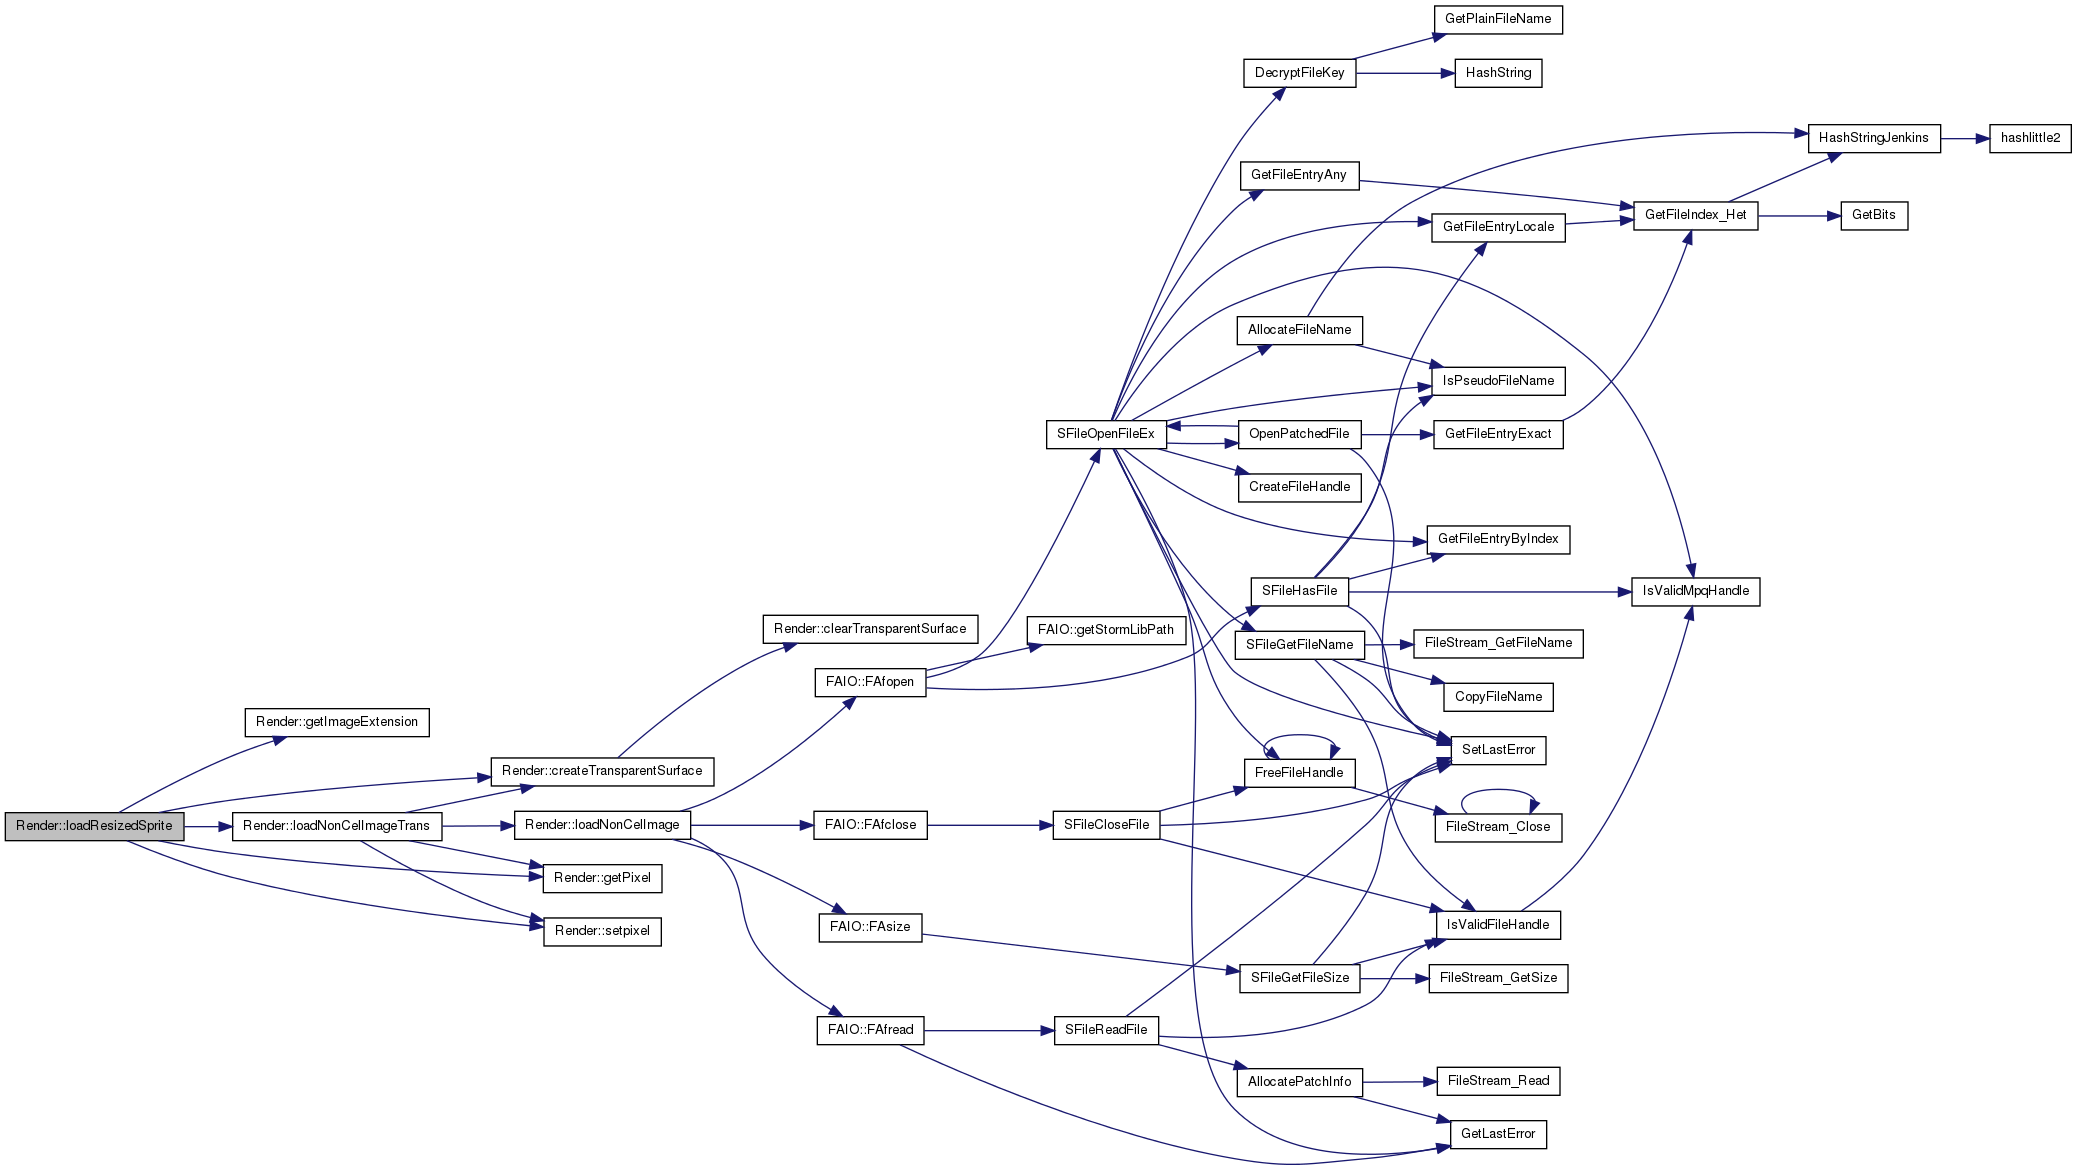 GetPlainFileName
DecryptFileKey
HashString
HashStringJenkins
hashlittle2
GetFileEntryAny
GetFileIndex_Het
GetBits
GetFileEntryLocale
AllocateFileName
IsPseudoFileName
SFileOpenFileEx
OpenPatchedFile
GetFileEntryExact
CreateFileHandle
GetFileEntryByIndex
SFileHasFile
IsValidMpqHandle
Render::clearTransparentSurface
FAIO::getStormLibPath
SFileGetFileName
FileStream_GetFileName
FAIO::FAfopen
CopyFileName
Render::getImageExtension
SetLastError
Render::createTransparentSurface
FreeFileHandle
Render::loadResizedSprite
Render::loadNonCellImageTrans
Render::loadNonCellImage
FAIO::FAfclose
SFileCloseFile
FileStream_Close
Render::getPixel
Render::setpixel
FAIO::FAsize
IsValidFileHandle
SFileGetFileSize
FileStream_GetSize
FAIO::FAfread
SFileReadFile
AllocatePatchInfo
FileStream_Read
GetLastError